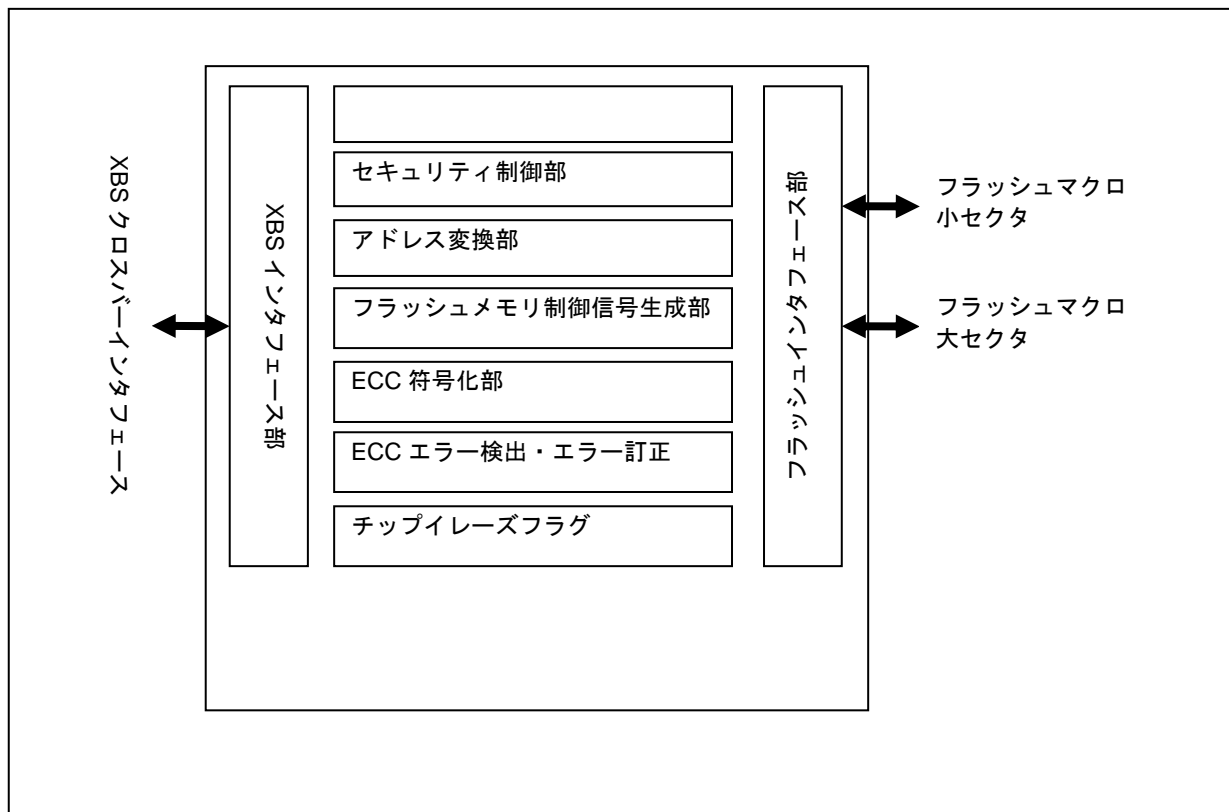 XBS クロスバーインタフェース
XBS インタフェース部
セキュリティ制御部
アドレス変換部
フラッシュメモリ制御信号生成部
ECC 符号化部
ECC エラー検出・エラー訂正
チップイレーズフラグ
フラッシュインタフェース部
フラッシュマクロ
小セクタ
フラッシュマクロ
大セクタ